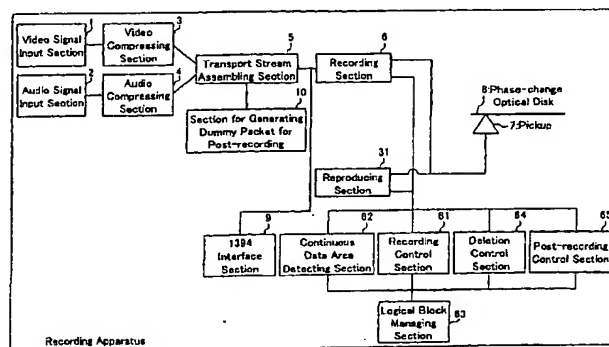 1
Video Signal
Input Section
3
Video
Compressing
Section
2
Audio Signal
Input Section
4
Audio
Compressing
Section
5
Transport Stream
Assembling Section
6
Recording
Section
10
Section for Generating
Dummy Packet for
Post-recording
8:Phase-change
Optical Disk
7:Pickup
31
Reproducing
Section
9
1394
Interface
Section
62
Continuous
Data Area
Detecting Section
61
Recording
Control
Section
64
Deletion
Control
Section
65
Post-recording
Control Section
Logical Block
Managing
Section
63
Recording Apparatus